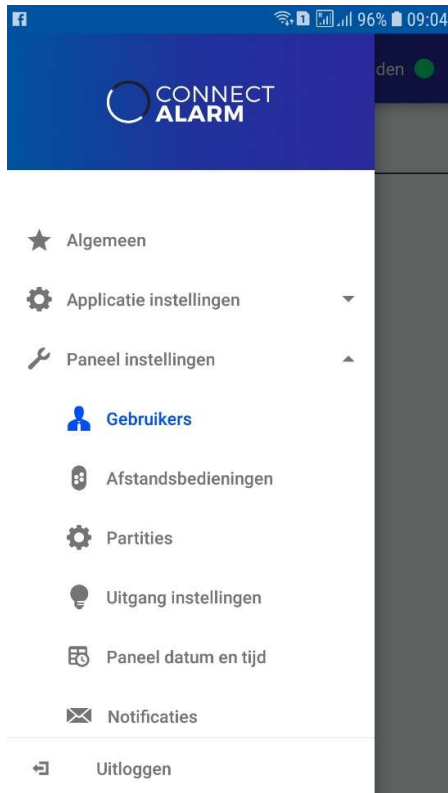 1 96% 09:04
den
CONNECT
ALARM
Algemeen
Applicatie instellingen
Paneel instellingen
Gebruikers
Afstandsbedieningen
Partities
Uitgang instellingen
Paneel datum en tijd
Notificaties
Uitloggen